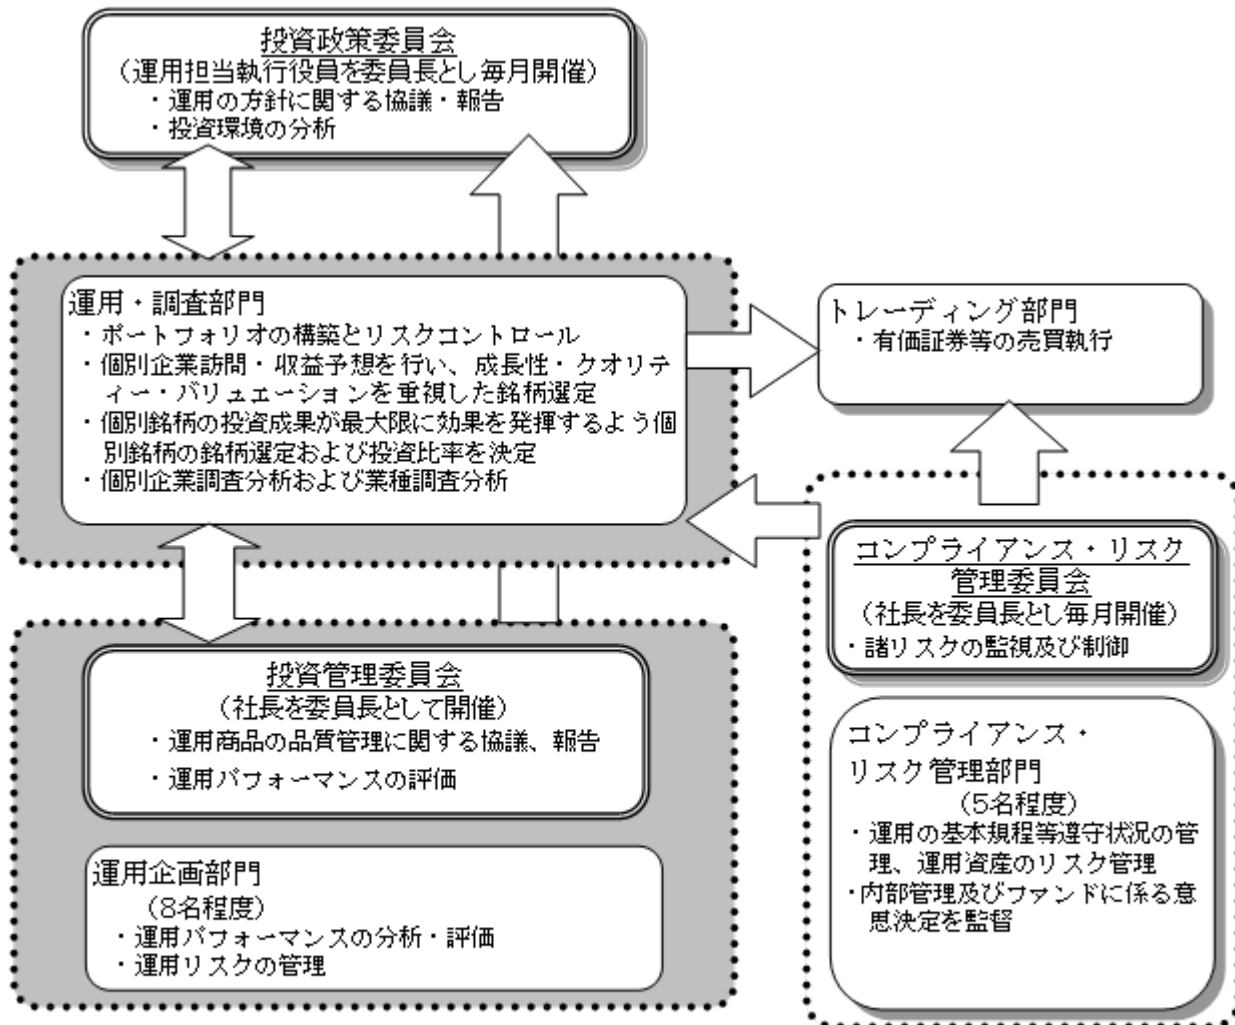 投資政策委員会
（運用担当執行役員を委員長とし毎月開催）
・運用の方針に関する協議・報告
・投資環境の分析
運用・調査部門
・ポートフォリオの構築とリスクコントロール
・個別企業訪問・収益予想を行い、成長性・クオリテ
ィー・バリュエーションを重視した銘柄選定
・個別銘柄の投資成果が最大限に効果を発揮するよう個
別銘柄の銘柄選定および投資比率を決定
・個別企業調査分析および業種調査分析
トレーディング部門
・有価証券等の売買執行
投資管理委員会
（社長を委員長として開催）
・運用商品の品質管理に関する協議、報告
・運用パフォーマンスの評価
運用企画部門
（8名程度）
・運用パフォーマンスの分析・評価
・運用リスクの管理
コンプライアンス・リスク
管理委員会
（社長を委員長とし毎月開催）
・諸リスクの監視及び制御
コンプライアンス・
リスク管理部門
（5名程度）
・運用の基本規程等遵守状況の管
理、運用資産のリスク管理
・内部管理及びファンドに係る意
思決定を監督